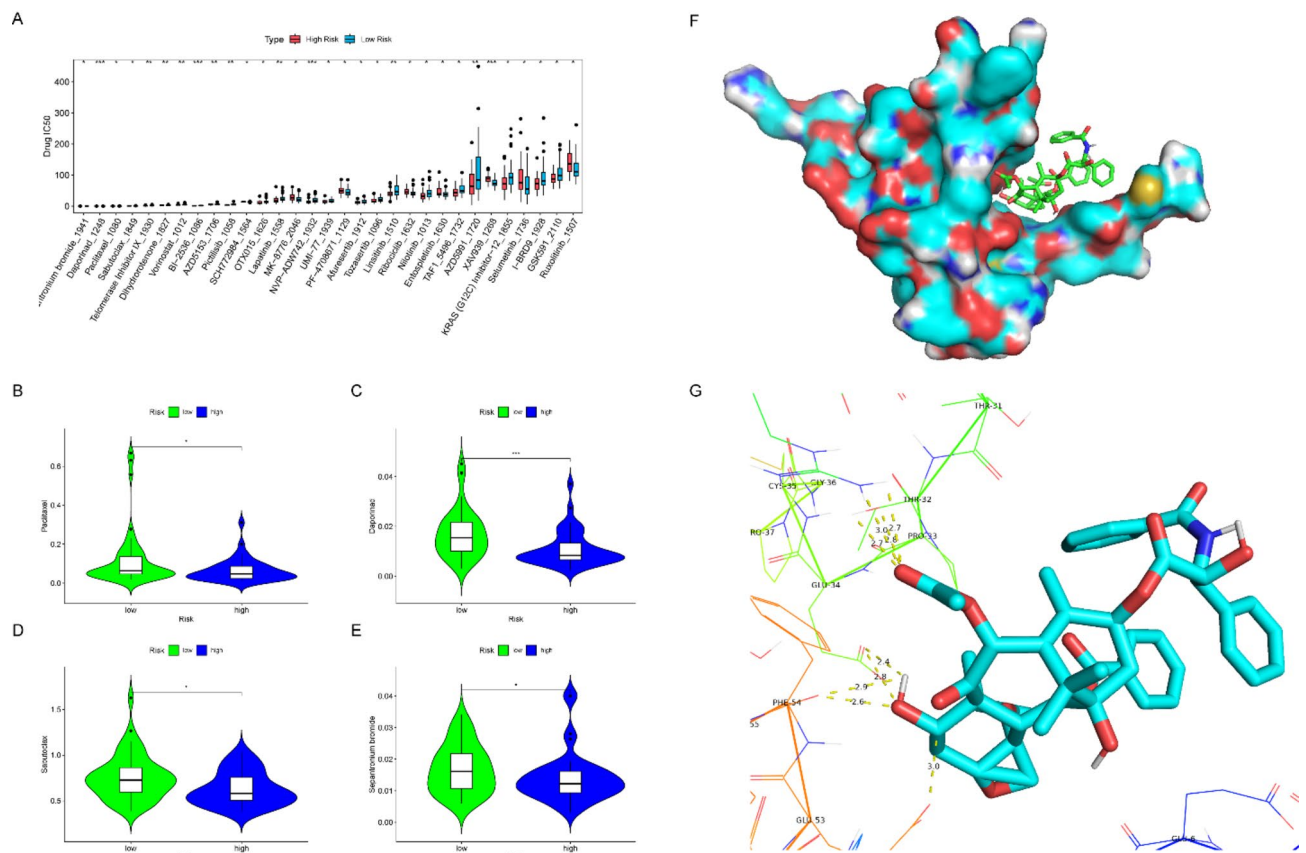 A
Type High Risk Low Risk
400
300
200
100
0
Drug IC50
Daporinad_1248
Paclitaxel_1080
Sabutoclax_1849
Telomerase Inhibitor IX_1930
Dihydrorotenone_1827
Vorinostat_1012
BI-2536_1086
AZD5153_1706
Pictilisib_1058
SCH772984_1564
OTX015_1626
Lapatinib_1558
MK-8776_2046
NVP-ADW742_1932
UMI-77_1939
PF-4708671_1129
Afuresertib_1912
Tozasertib_1096
Linsitinib_1510
Ribociclib_1632
Nilotinib_1013
Entospletinib_1630
TAF1_5496_1732
AZD5991_1720
XAV939_1268
KRAS (G12C) Inhibitor-12_1855
Selumetinib_1736
I-BRD9_1928
GSK591_2110
Ruxolitinib_1507
F
B
Risk low high
*
0.6
0.4
0.2
0.0
Paclitaxel
low
high
Risk
C
Risk low high
***
0.04
0.02
0.00
Daporinad
low
high
Risk
D
Risk low high
*
1.5
1.0
0.5
Sabutoclax
low
high
E
Risk low high
*
0.04
0.03
0.02
0.01
0.00
Sepantronium bromide
low
high
G
THR-31
CYS-35
GLY-36
THR-32
RO-37
3.0
2.7
2.7
2.8
PRO-33
GLU-34
2.4
2.8
2.9
2.6
PHE-54
55
3.0
GLU-53